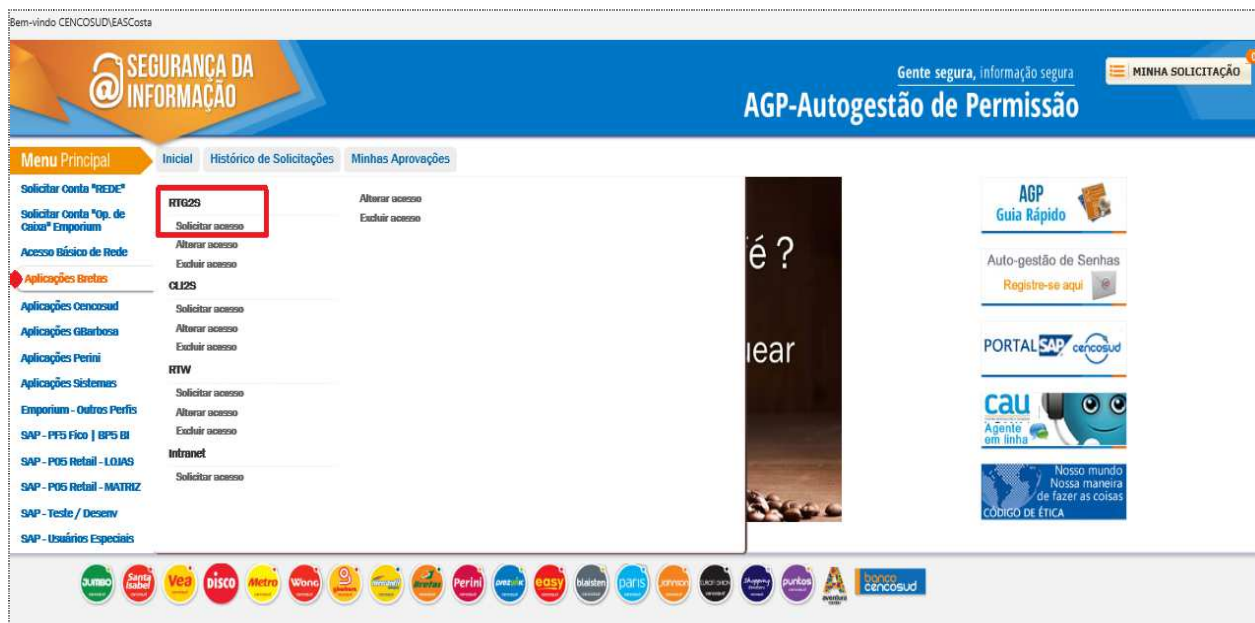 Bem-vindo CENCOSUD\EASCosta
@ SEGURANÇA DA
INFORMAÇÃO
Gente segura, informação segura
AGP-Autogestão de Permissão
MINHA SOLICITAÇÃO
Menu Principal
Inicial
Histórico de Solicitações
Minhas Aprovações
Solicitar Conta "REDE"
Solicitar Conta "Op. de
Caixa" Emporium
Acesso Básico de Rede
Aplicações Bretas
Aplicações Cencosud
Aplicações GBarbosa
Aplicações Perini
Aplicações Sistemas
Emporium - Outros Perfis
SAP - PF5 Fico | BP5 BI
SAP - P05 Retail - LOJAS
SAP - P05 Retail - MATRIZ
SAP - Teste / Desenv
SAP - Usuários Especiais
RTG2S
Solicitar acesso
Alterar acesso
Excluir acesso
CLI2S
Solicitar acesso
Alterar acesso
Excluir acesso
RTW
Solicitar acesso
Alterar acesso
Excluir acesso
Intranet
Solicitar acesso
Alterar acesso
Excluir acesso
é ?
uear
AGP
Guia Rápido
Auto-gestão de Senhas
Registre-se aqui
PORTAL SAP cencosud
cau
Agente
em linha
Nosso mundo
Nossa maneira
de fazer as coisas
CÓDIGO DE ÉTICA
JUMBO
Santa
Isabel
Vea
DISCO
Metro
Wong
Bretas
Perini
easy
blaisten
paris
Johnson
Shopping
puntos
aventura
banco
cencosud